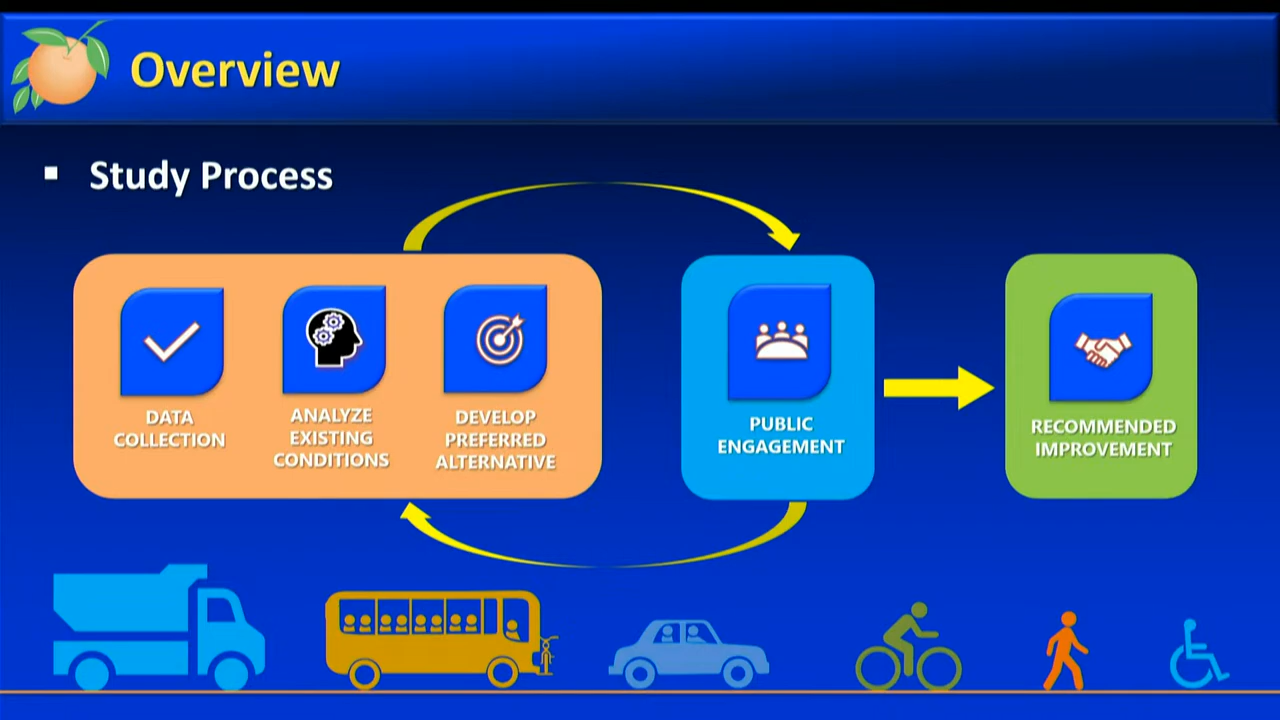 Overview
Study Process
DATA
COLLECTION
ANALYZE
EXISTING
CONDITIONS
DEVELOP
PREFERRED
ALTERNATIVE
PUBLIC
ENGAGEMENT
RECOMMENDED
IMPROVEMENT